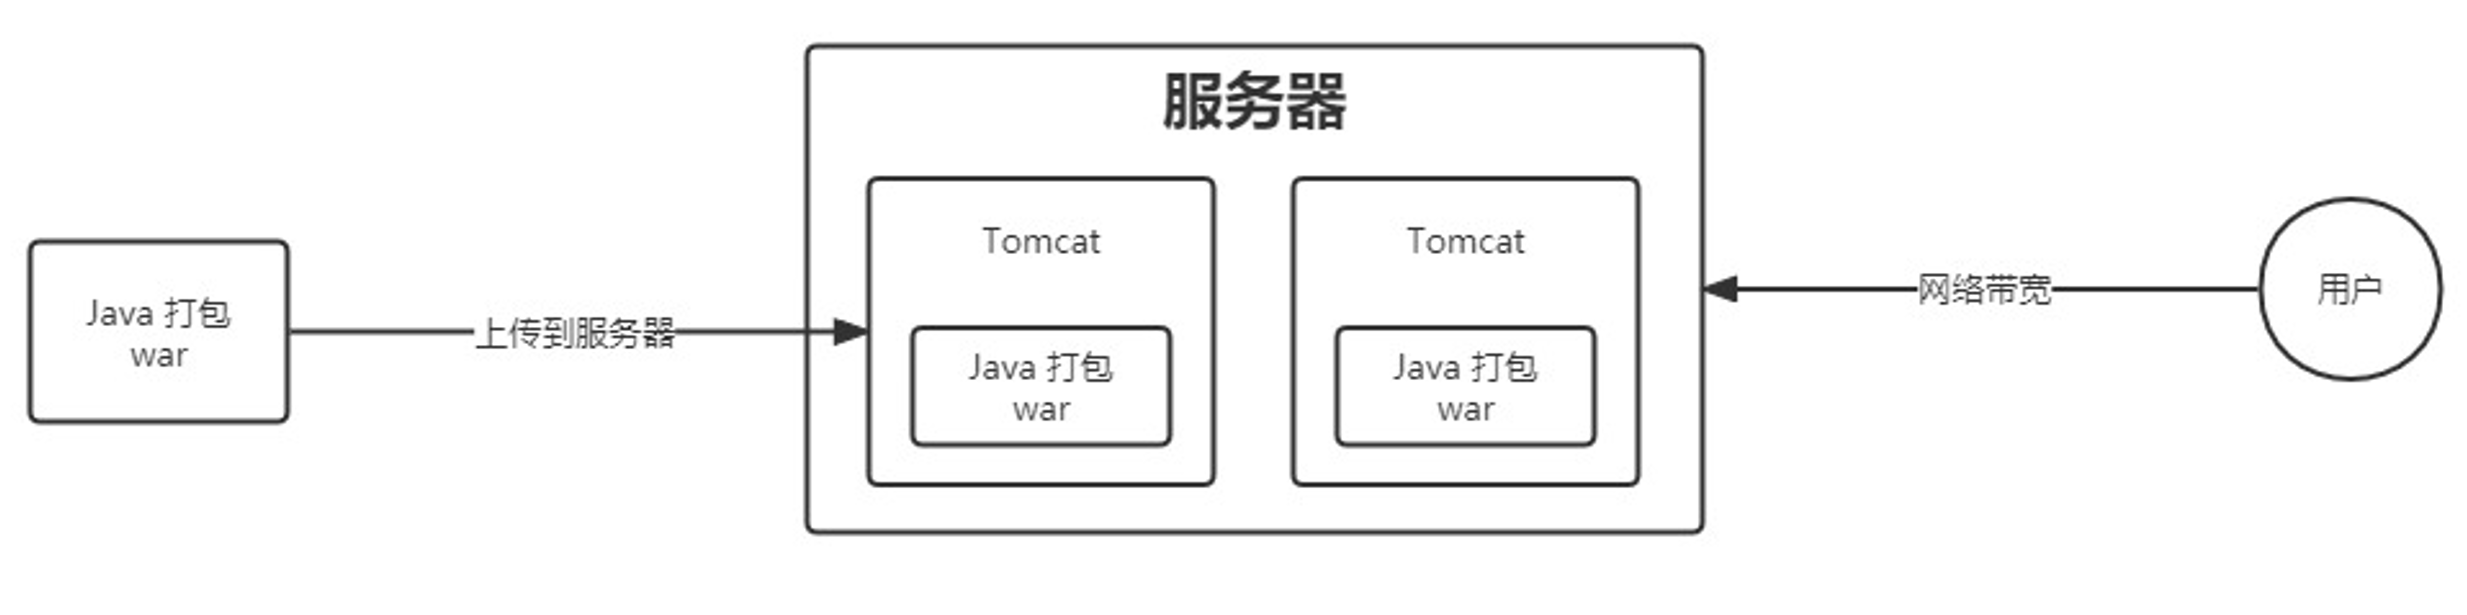 服务器
Java 打包
war
上传到服务器
Tomcat
Java 打包
war
Tomcat
Java 打包
war
网络带宽
用户